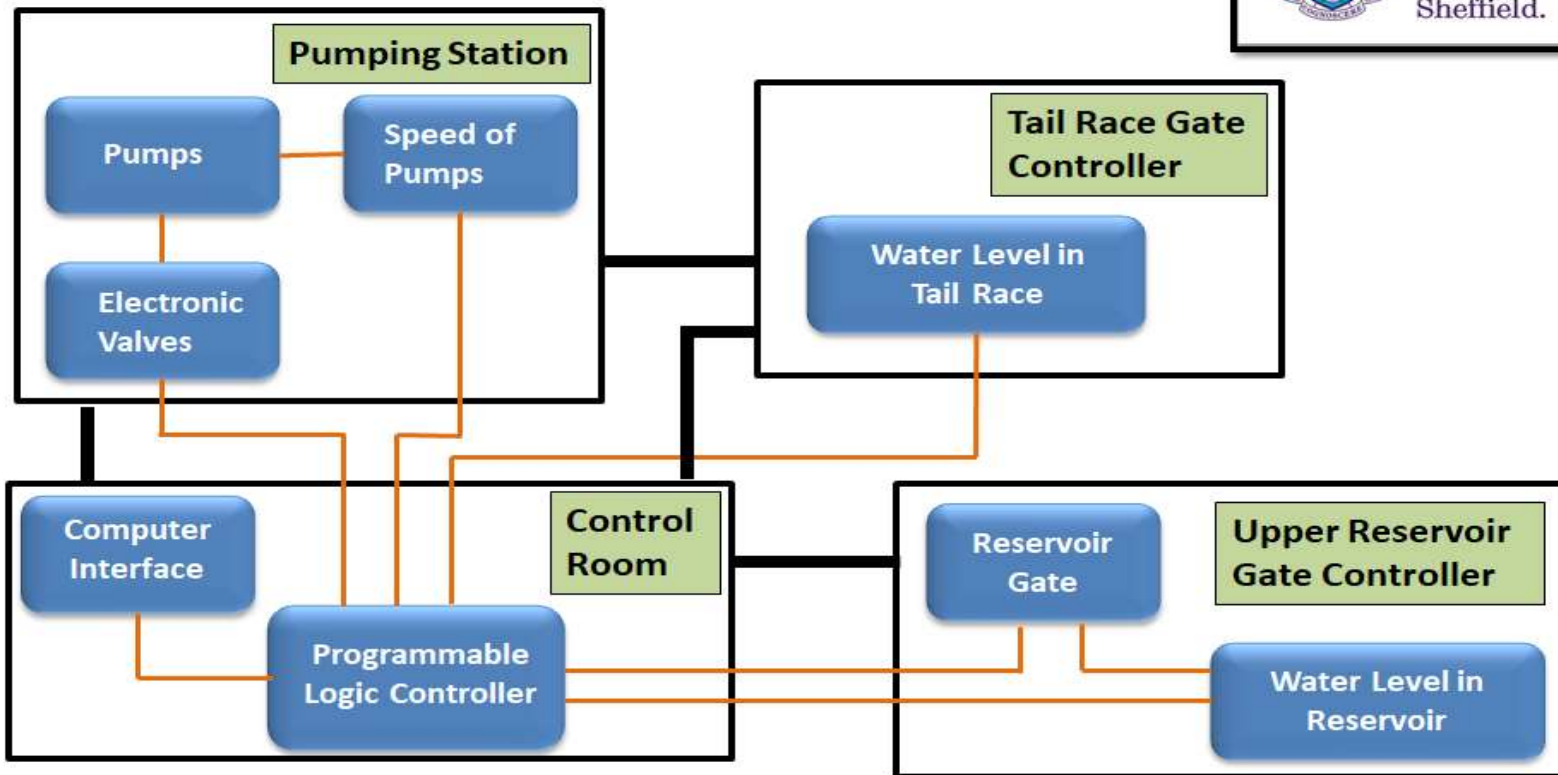 Sheffield.
Pumping Station
Pumps
Speed of
Pumps
Electronic
Valves
Tail Race Gate
Controller
Water Level in
Tail Race
Computer
Interface
Control
Room
Programmable
Logic Controller
Reservoir
Gate
Upper Reservoir
Gate Controller
Water Level in
Reservoir